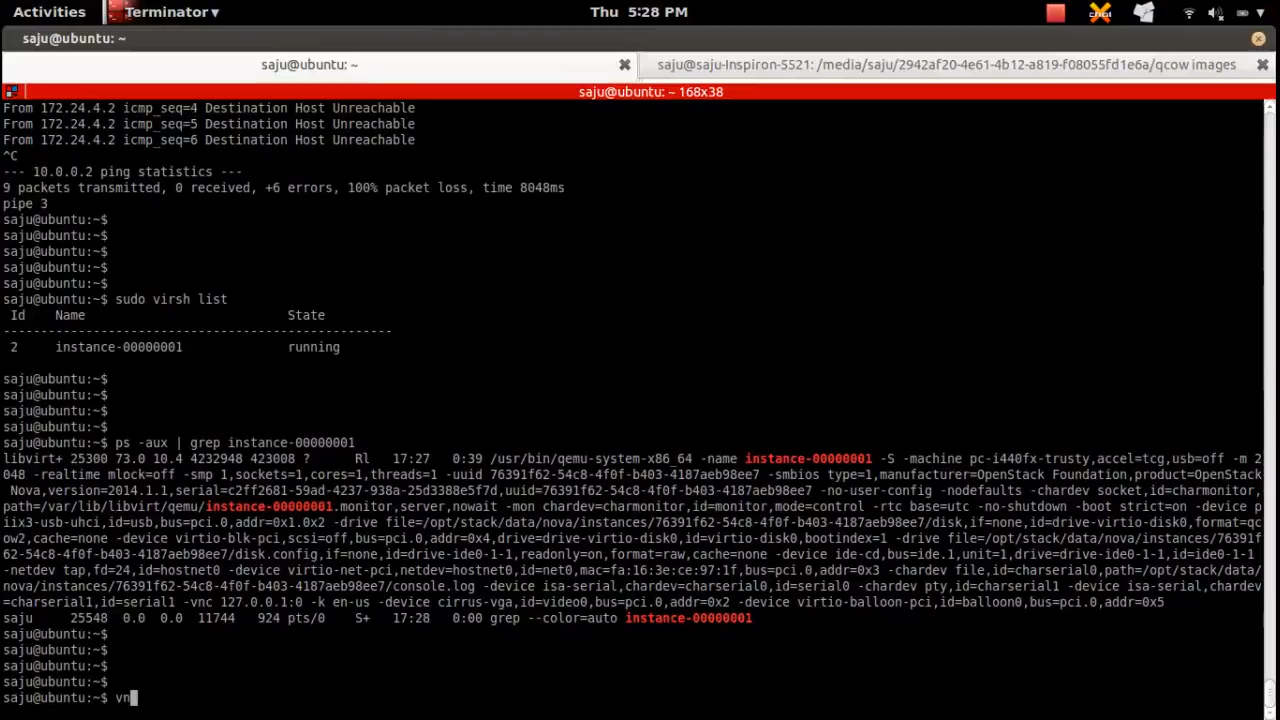 Activities
Terminator ▾
Thu 5:28 PM
saju@ubuntu: ~
saju@ubuntu: ~
saju@saju-Inspiron-5521: /media/saju/2942af20-4e61-4b12-a819-f08055fd1e6a/qcow images
saju@ubuntu: ~ 168x38
From 172.24.4.2 icmp_seq=4 Destination Host Unreachable
From 172.24.4.2 icmp_seq=5 Destination Host Unreachable
From 172.24.4.2 icmp_seq=6 Destination Host Unreachable
^C
--- 10.0.0.2 ping statistics ---
9 packets transmitted, 0 received, +6 errors, 100% packet loss, time 8048ms
pipe 3
saju@ubuntu:~$
saju@ubuntu:~$
saju@ubuntu:~$
saju@ubuntu:~$
saju@ubuntu:~$
saju@ubuntu:~$ sudo virsh list
Id    Name                           State
----------------------------------------------------
2     instance-00000001              running
saju@ubuntu:~$
saju@ubuntu:~$
saju@ubuntu:~$
saju@ubuntu:~$
saju@ubuntu:~$ ps -aux | grep instance-00000001
libvirt+ 25300 73.0 10.4 4232948 423008 ?      Rl   17:27   0:39 /usr/bin/qemu-system-x86_64 -name instance-00000001 -S -machine pc-i440fx-trusty,accel=tcg,usb=off -m 2
048 -realtime mlock=off -smp 1,sockets=1,cores=1,threads=1 -uuid 76391f62-54c8-4f0f-b403-4187aeb98ee7 -smbios type=1,manufacturer=OpenStack Foundation,product=OpenStack
Nova,version=2014.1.1,serial=c2ff2681-59ad-4237-938a-25d3388e5f7d,uuid=76391f62-54c8-4f0f-b403-4187aeb98ee7 -no-user-config -nodefaults -chardev socket,id=charmonitor,
path=/var/lib/libvirt/qemu/instance-00000001.monitor,server,nowait -mon chardev=charmonitor,id=monitor,mode=control -rtc base=utc -no-shutdown -boot strict=on -device p
iix3-usb-uhci,id=usb,bus=pci.0,addr=0x1.0x2 -drive file=/opt/stack/data/nova/instances/76391f62-54c8-4f0f-b403-4187aeb98ee7/disk,if=none,id=drive-virtio-disk0,format=qc
ow2,cache=none -device virtio-blk-pci,scsi=off,bus=pci.0,addr=0x4,drive=drive-virtio-disk0,id=virtio-disk0,bootindex=1 -drive file=/opt/stack/data/nova/instances/76391f
62-54c8-4f0f-b403-4187aeb98ee7/disk.config,if=none,id=drive-ide0-1-1,readonly=on,format=raw,cache=none -device ide-cd,bus=ide.1,unit=1,drive=drive-ide0-1-1,id=ide0-1-1
-netdev tap,fd=24,id=hostnet0 -device virtio-net-pci,netdev=hostnet0,id=net0,mac=fa:16:3e:ce:97:1f,bus=pci.0,addr=0x3 -chardev file,id=charserial0,path=/opt/stack/data/
nova/instances/76391f62-54c8-4f0f-b403-4187aeb98ee7/console.log -device isa-serial,chardev=charserial0,id=serial0 -chardev pty,id=charserial1 -device isa-serial,chardev
=charserial1,id=serial1 -vnc 127.0.0.1:0 -k en-us -device cirrus-vga,id=video0,bus=pci.0,addr=0x2 -device virtio-balloon-pci,id=balloon0,bus=pci.0,addr=0x5
saju     25548  0.0  0.0  11744   924 pts/0    S+   17:28   0:00 grep --color=auto instance-00000001
saju@ubuntu:~$
saju@ubuntu:~$
saju@ubuntu:~$
saju@ubuntu:~$
saju@ubuntu:~$ vn